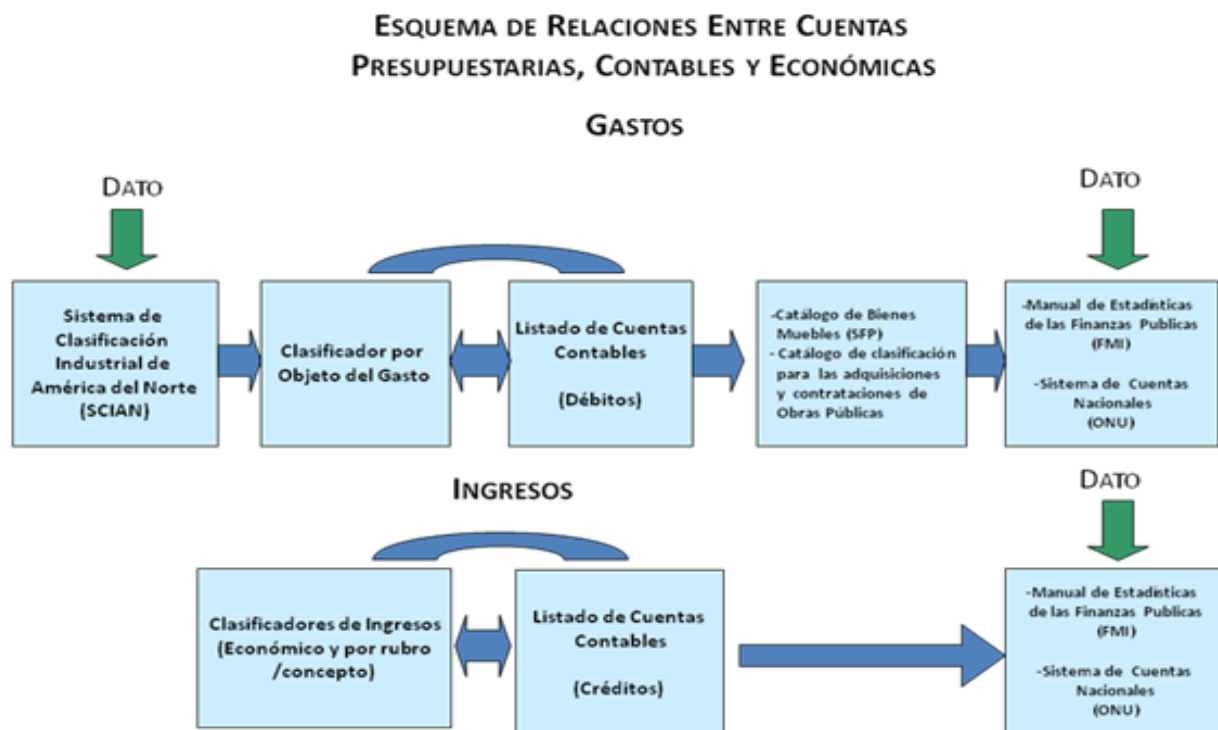 ESQUEMA DE RELACIONES ENTRE CUENTAS
PRESUPUESTARIAS, CONTABLES Y ECONÓMICAS
GASTOS
DATO
DATO
Sistema de
Clasificación
Industrial de
América del Norte
(SCIAN)
Clasificador por
Objeto del Gasto
Listado de Cuentas
Contables
(Débitos)
-Catálogo de Bienes
Muebles (SFP)
- Catálogo de clasificación
para las adquisiciones
y contrataciones de
Obras Públicas
-Manual de Estadísticas
de las Finanzas Publicas
(FMI)
-Sistema de Cuentas
Nacionales
(ONU)
INGRESOS
DATO
Clasificadores de Ingresos
(Económico y por rubro
/concepto)
Listado de Cuentas
Contables
(Créditos)
-Manual de Estadísticas
de las Finanzas Publicas
(FMI)
-Sistema de Cuentas
Nacionales
(ONU)